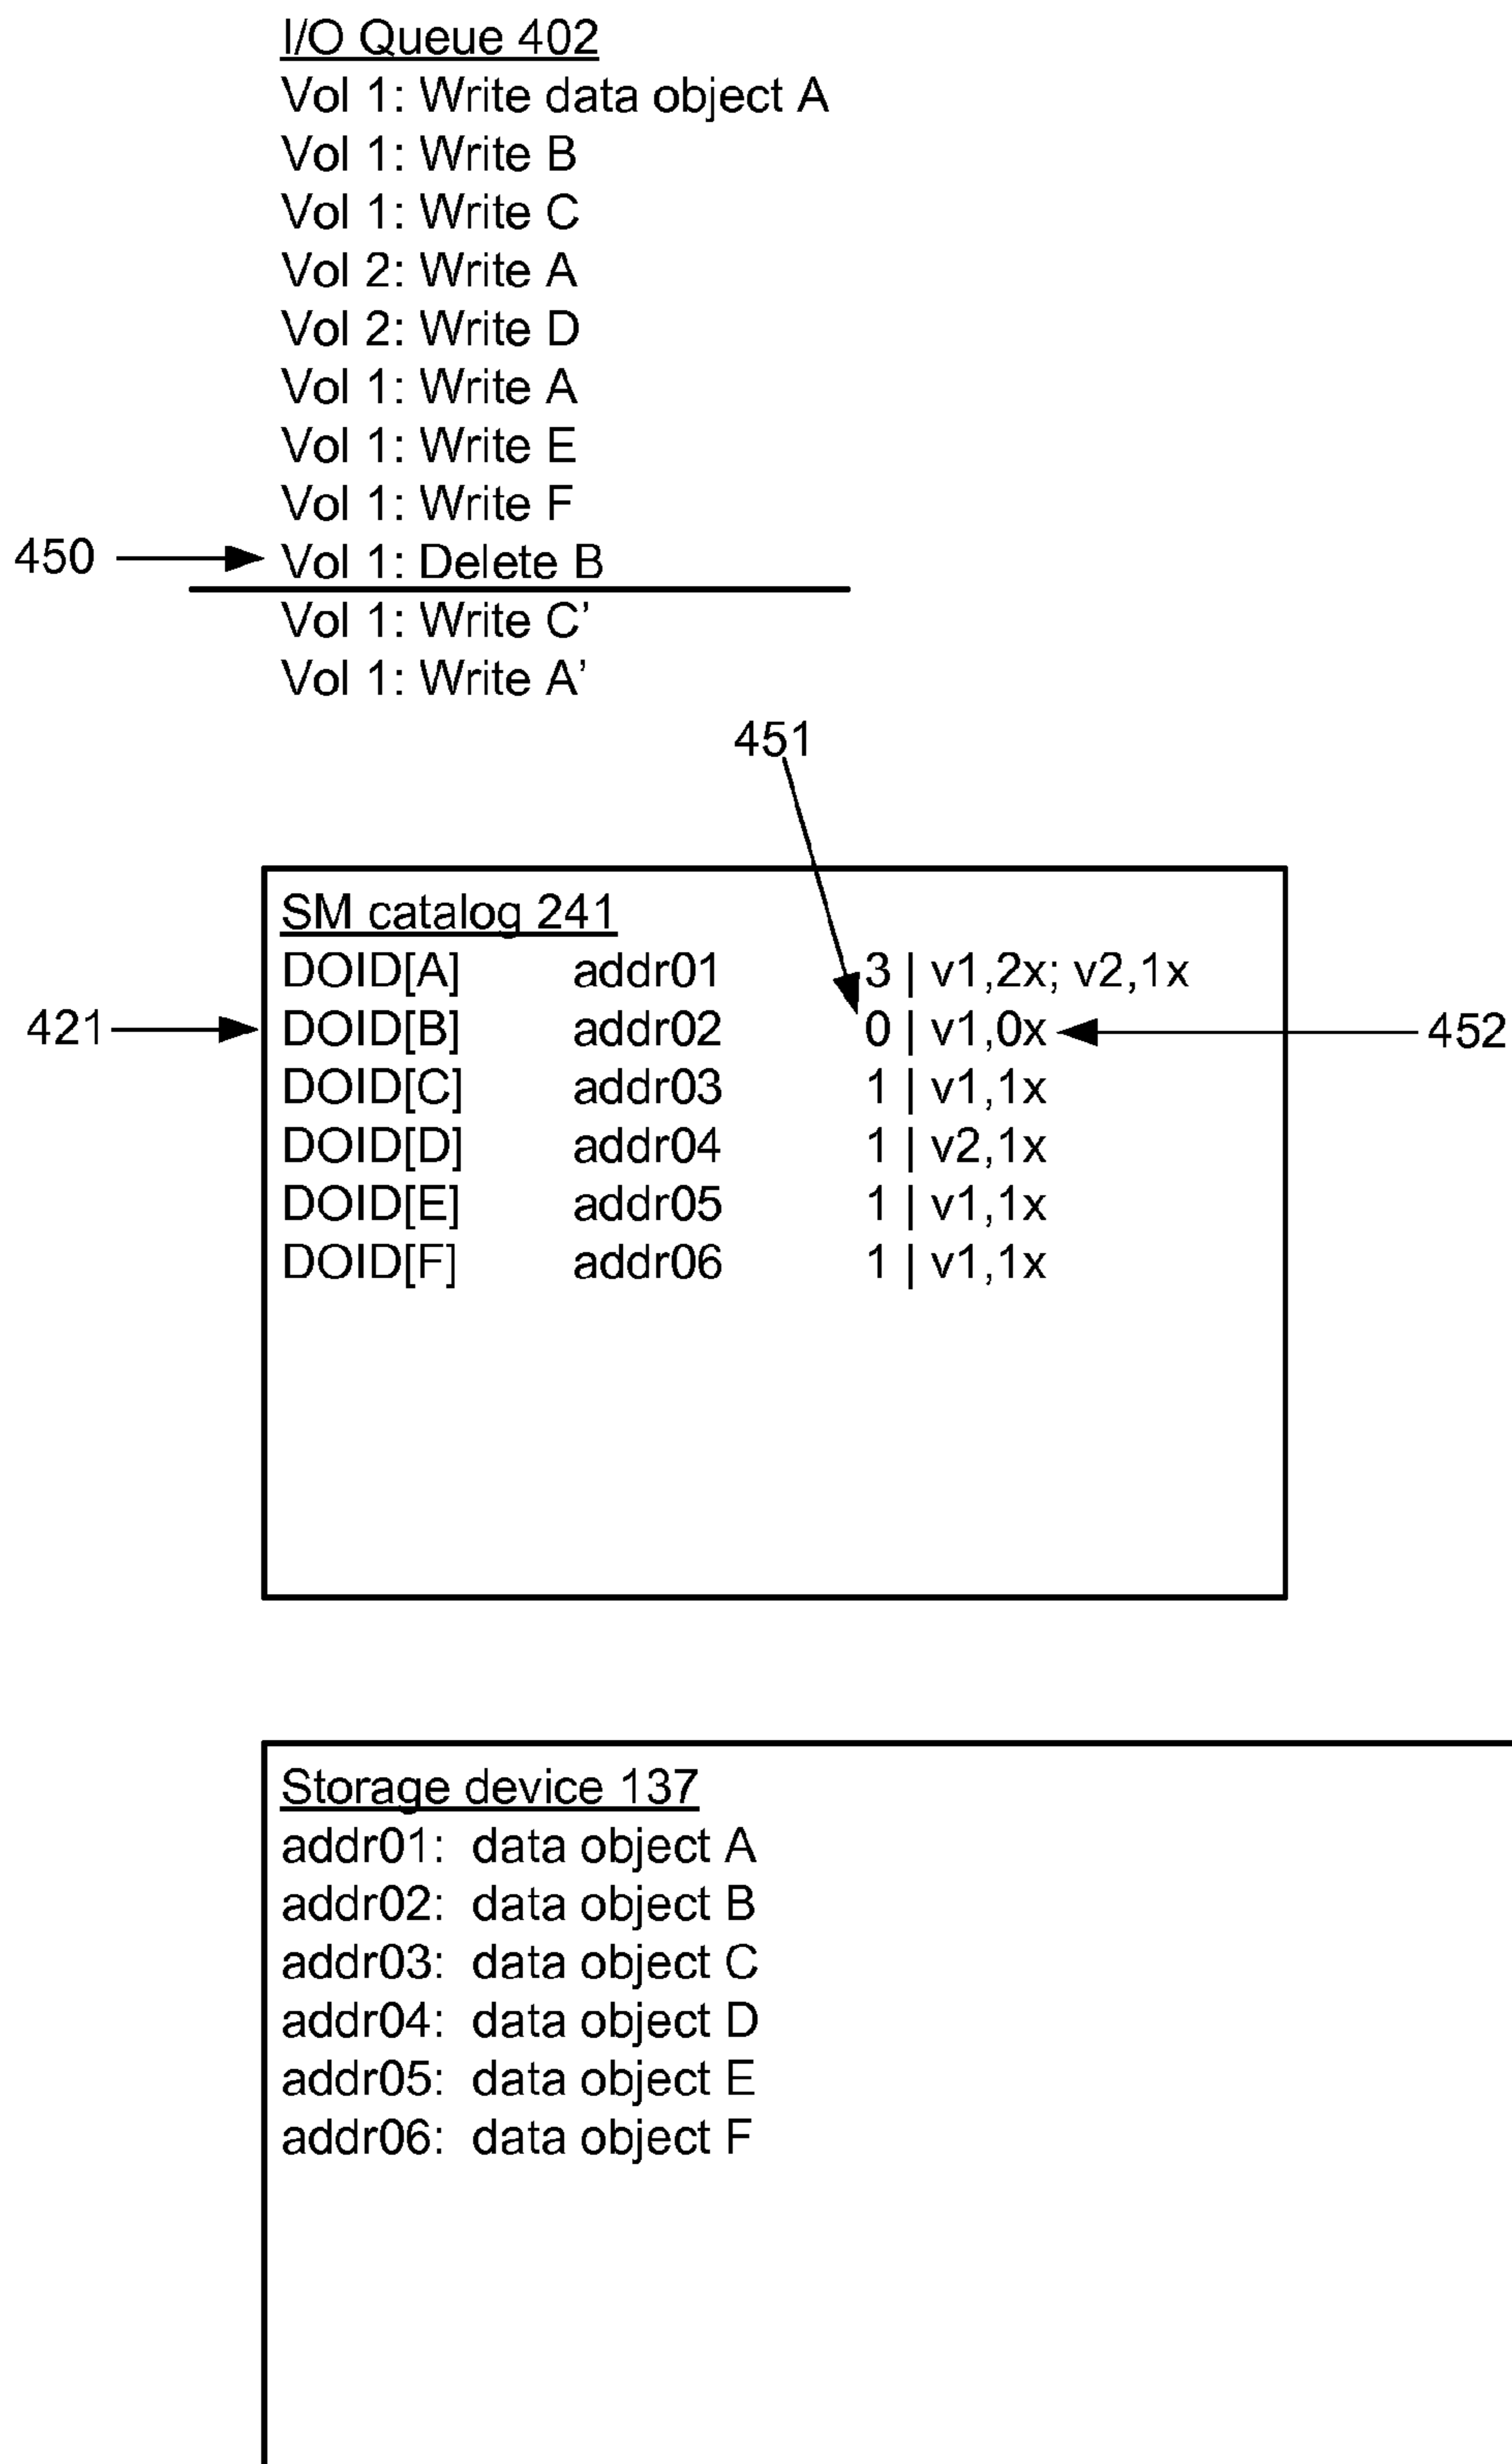 I/O Queue 402
Vol 1: Write data object A
Vol 1: Write B
Vol 1: Write C
Vol 2: Write A
Vol 2: Write D
Vol 1: Write A
Vol 1: Write E
Vol 1: Write F
450 Vol 1: Delete B
Vol 1: Write C’
Vol 1: Write A’
451
SM catalog 241
DOID[A] addr01 3 | v1,2x; v2,1x
421 DOID[B] addr02 0 | v1,0x 452
DOID[C] addr03 1 | v1,1x
DOID[D] addr04 1 | v2,1x
DOID[E] addr05 1 | v1,1x
DOID[F] addr06 1 | v1,1x
Storage device 137
addr01: data object A
addr02: data object B
addr03: data object C
addr04: data object D
addr05: data object E
addr06: data object F